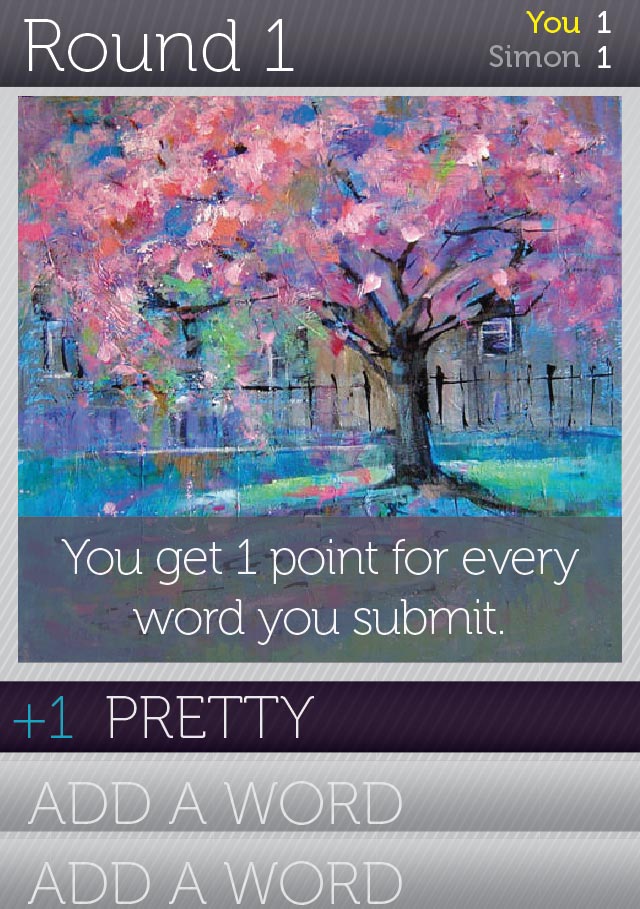 Round 1
You 1
Simon 1
You get 1 point for every
word you submit.
+1 PRETTY
ADD A WORD
ADD A WORD